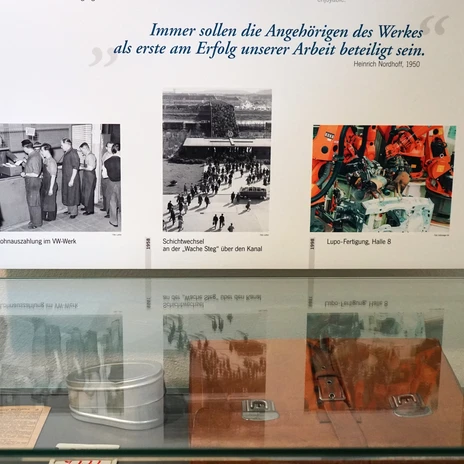 Immer sollen die Angehörigen des Werkes
als erste am Erfolg unserer Arbeit beteiligt sein.
Heinrich Nordhoff, 1950
ohnauszahlung im VW-Werk
1958
Schichtwechsel
an der „Wache Steg“ über den Kanal
1998
Lupo-Fertigung, Halle 8